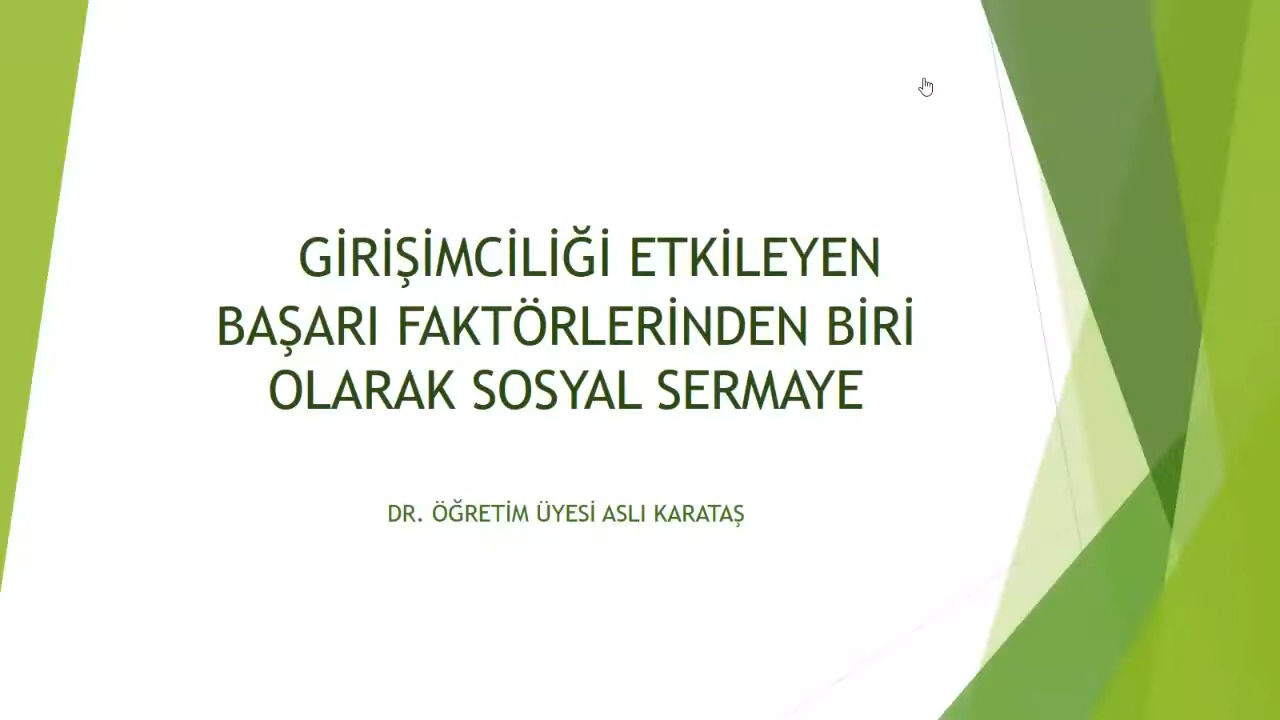 GİRİŞİMCİLİĞİ ETKİLEYEN
BAŞARI FAKTÖRLERİNDEN BİRİ
OLARAK SOSYAL SERMAYE
DR. ÖĞRETİM ÜYESİ ASLI KARATAŞ